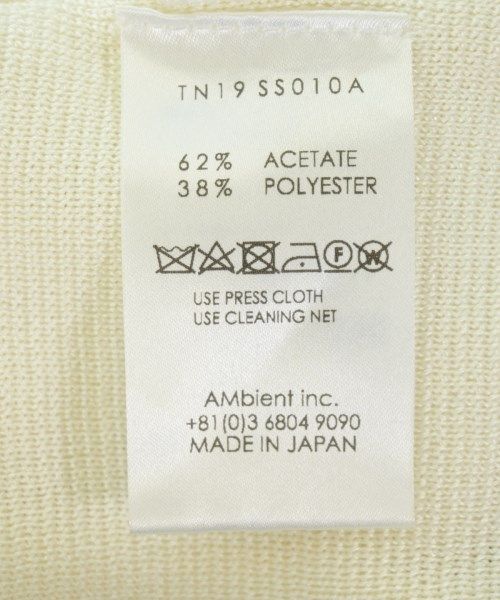 TN19 SS010A
62% ACETATE
38% POLYESTER
F W
USE PRESS CLOTH
USE CLEANING NET
AMbient inc.
+81(0)3 6804 9090
MADE IN JAPAN